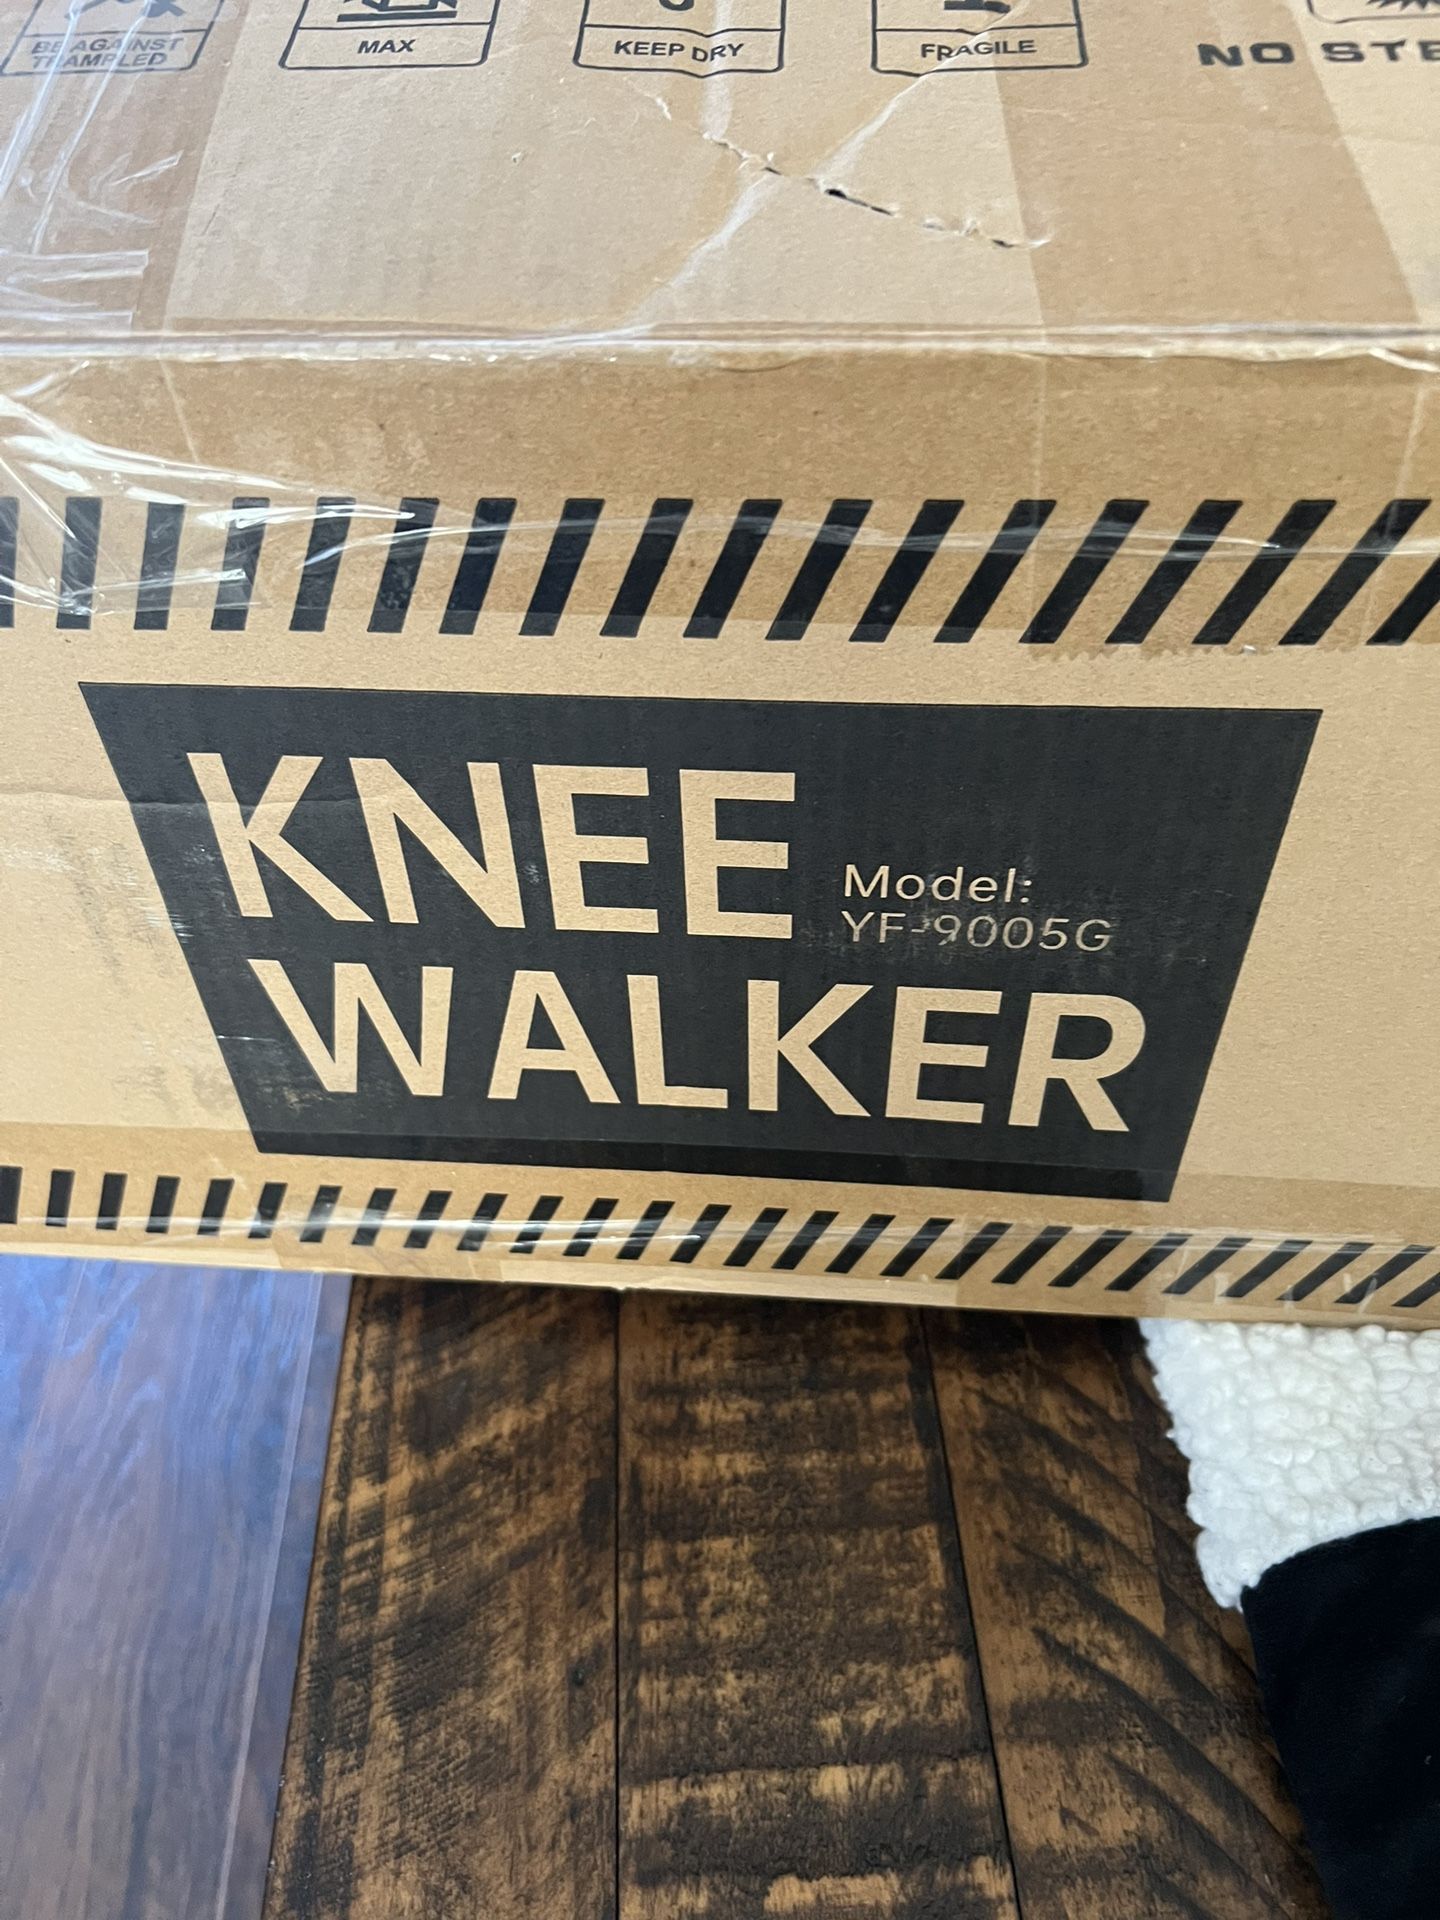 BE AGAINST
TRAMPLED
MAX
KEEP DRY
FRAGILE
NO STE
KNEE
Model:
YF-9005G
WALKER